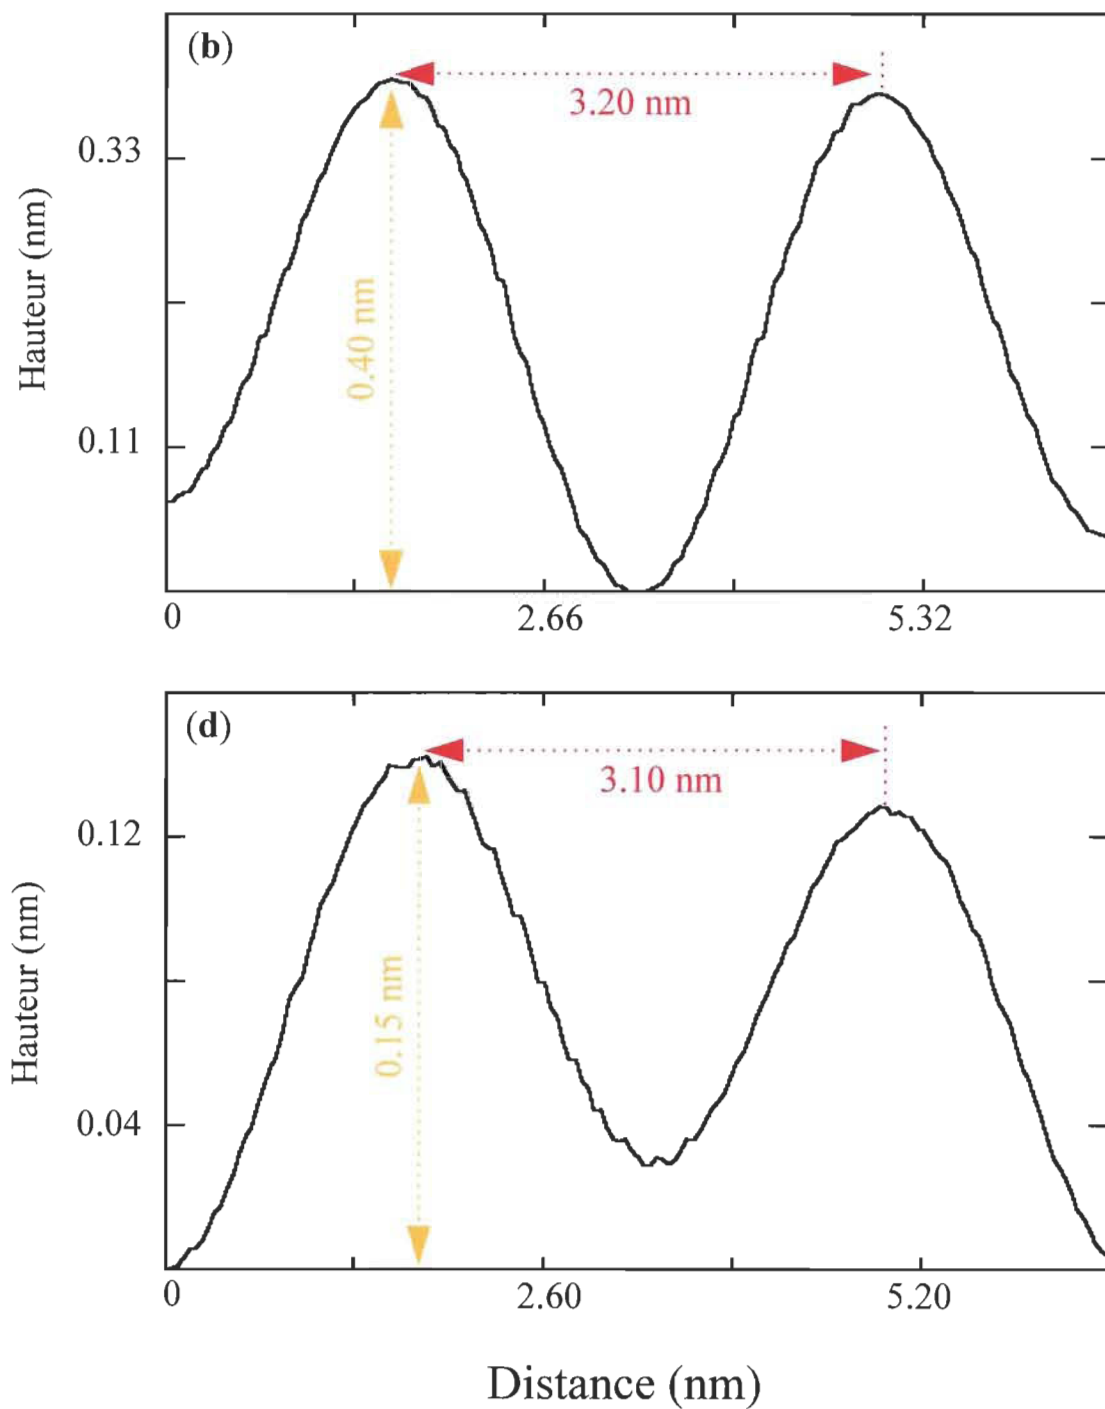 (b)
3.20 nm
0.33
Hauteur (nm)
0.40 nm
0.11
0
2.66
5.32
(d)
3.10 nm
0.12
Hauteur (nm)
0.15 nm
0.04
0
2.60
5.20
Distance (nm)